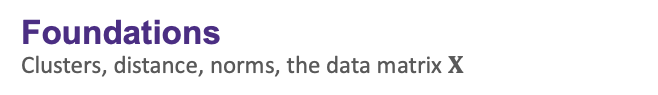 Foundations
Clusters, distance, norms, the data matrix X